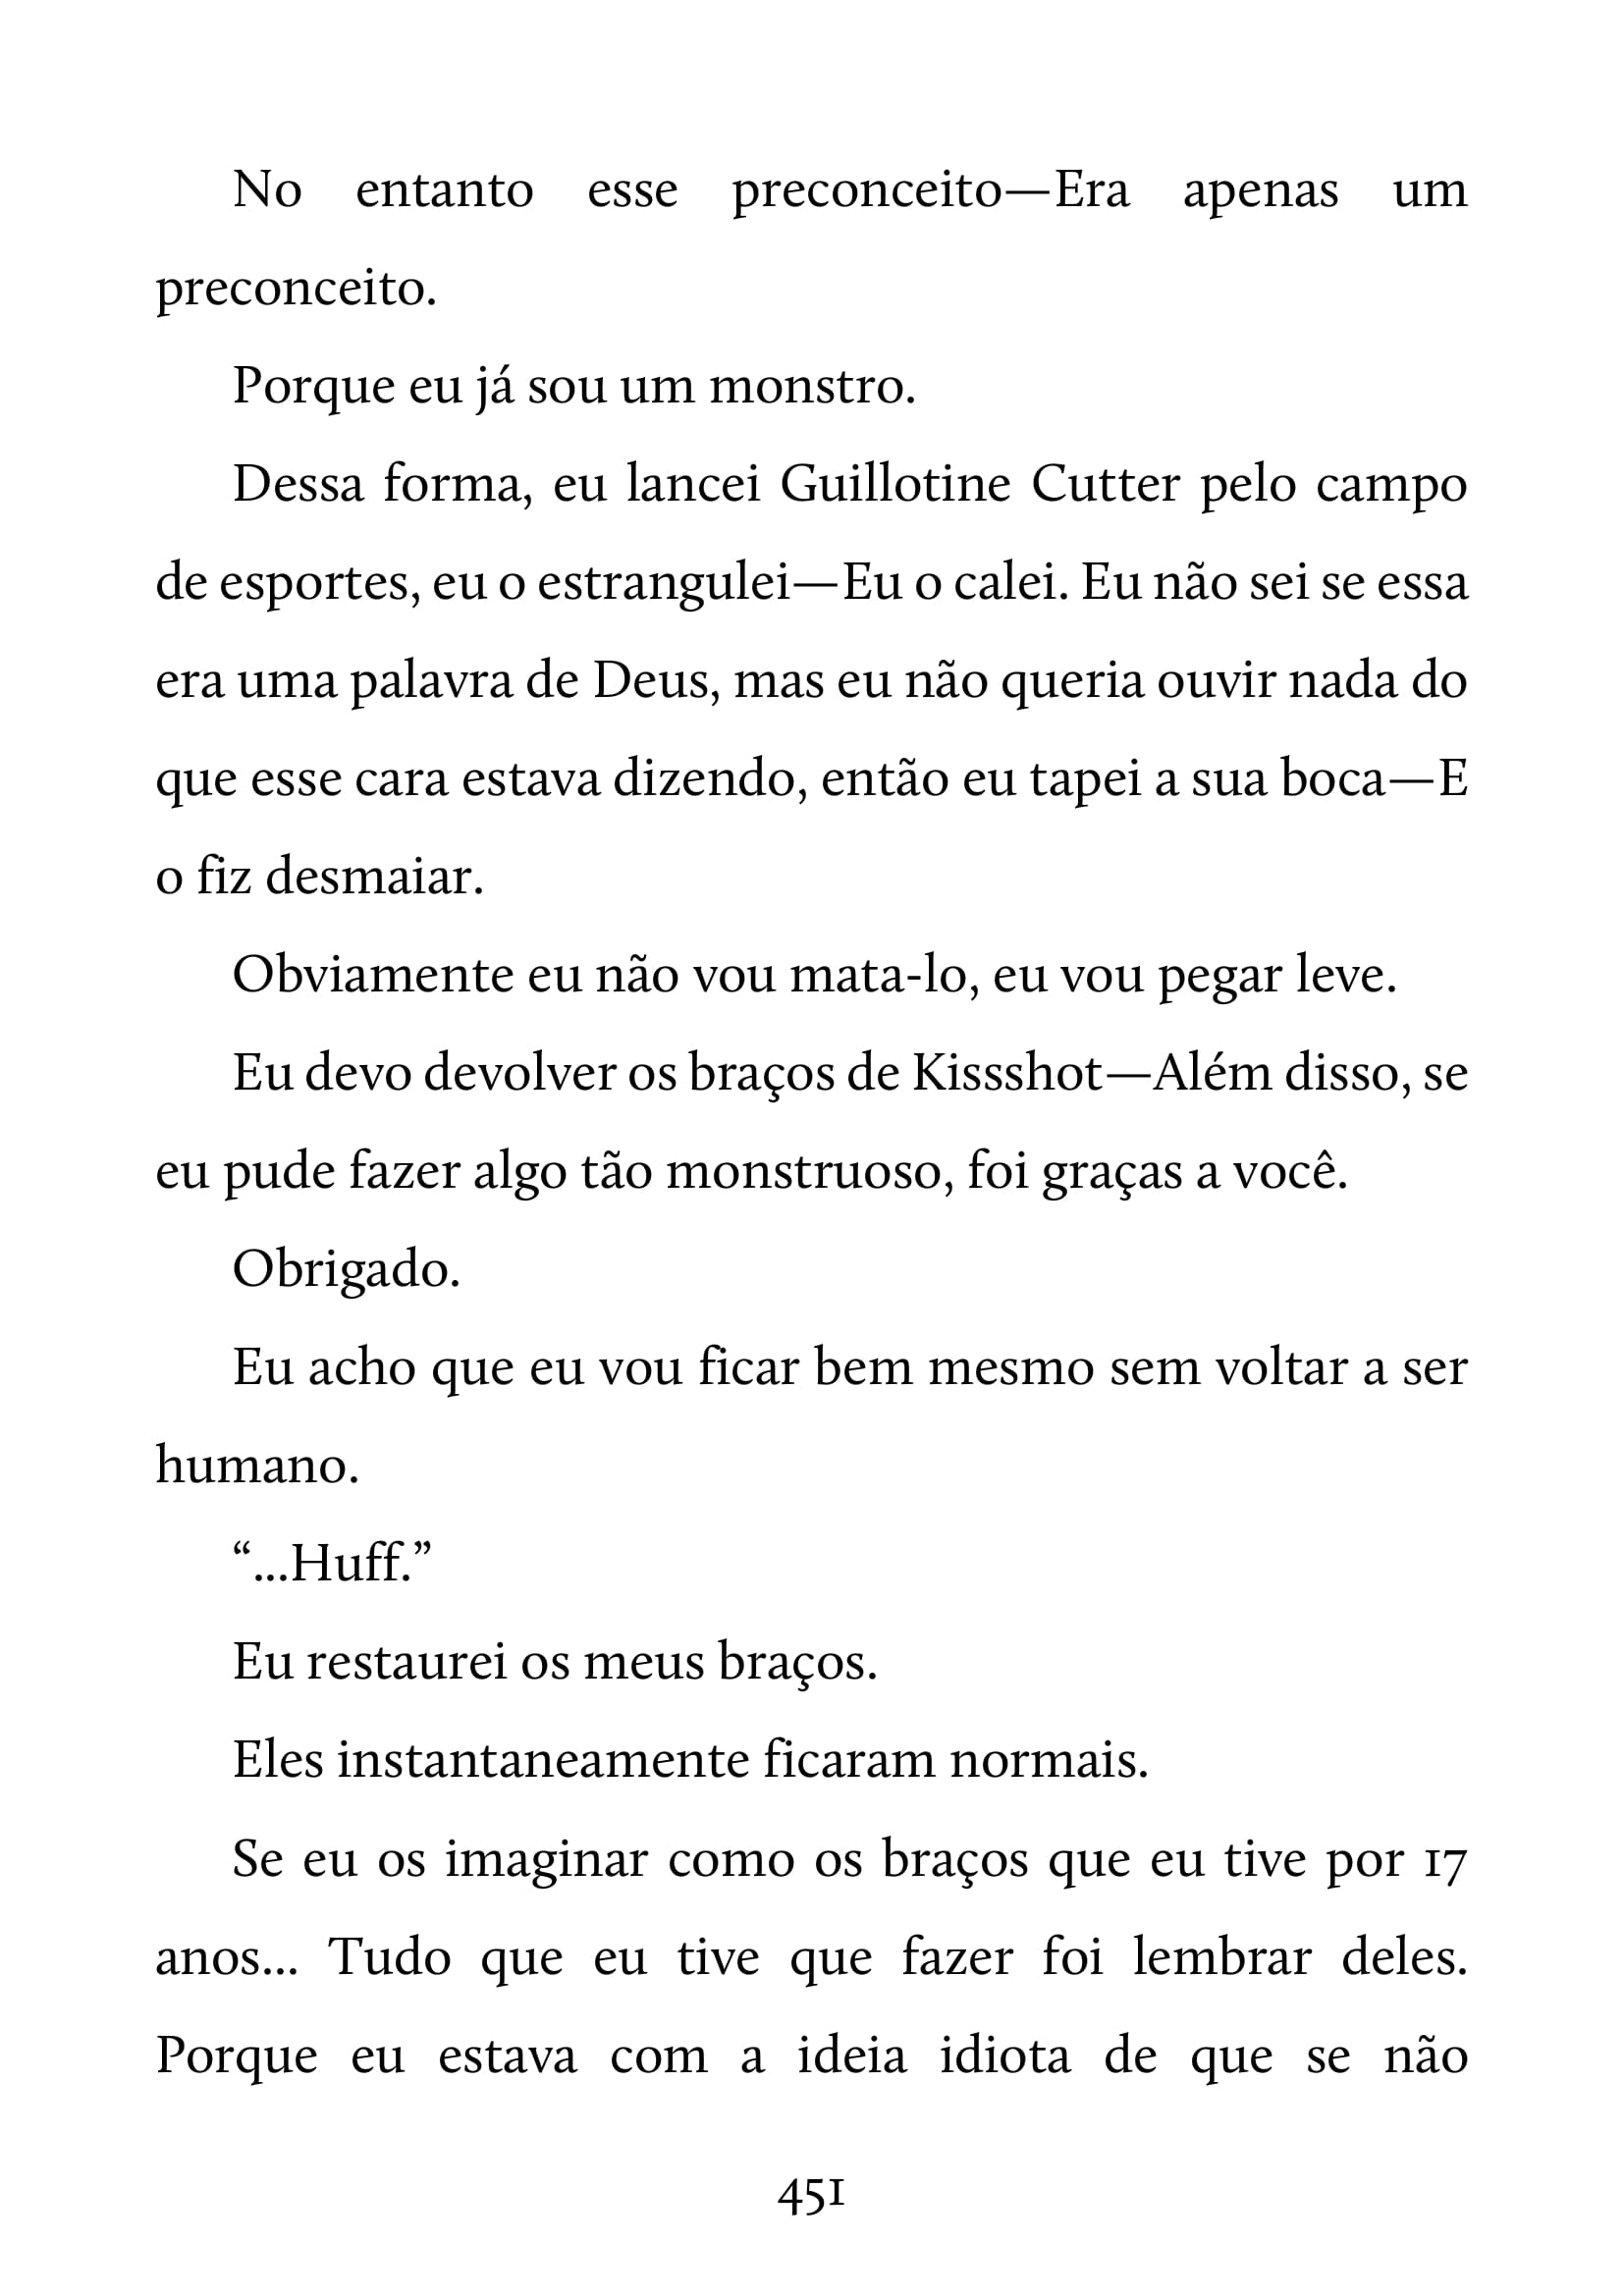 No entanto esse preconceito—Era apenas um
preconceito.
Porque eu já sou um monstro.
Dessa forma, eu lancei Guillotine Cutter pelo campo
de esportes, eu o estrangulei—Eu o calei. Eu não sei se essa
era uma palavra de Deus, mas eu não queria ouvir nada do
que esse cara estava dizendo, então eu tapei a sua boca—E
o fiz desmaiar.
Obviamente eu não vou mata-lo, eu vou pegar leve.
Eu devo devolver os braços de Kissshot—Além disso, se
eu pude fazer algo tão monstruoso, foi graças a você.
Obrigado.
Eu acho que eu vou ficar bem mesmo sem voltar a ser
humano.
“...Huff.”
Eu restaurei os meus braços.
Eles instantaneamente ficaram normais.
Se eu os imaginar como os braços que eu tive por 17
anos... Tudo que eu tive que fazer foi lembrar deles.
Porque eu estava com a ideia idiota de que se não
451